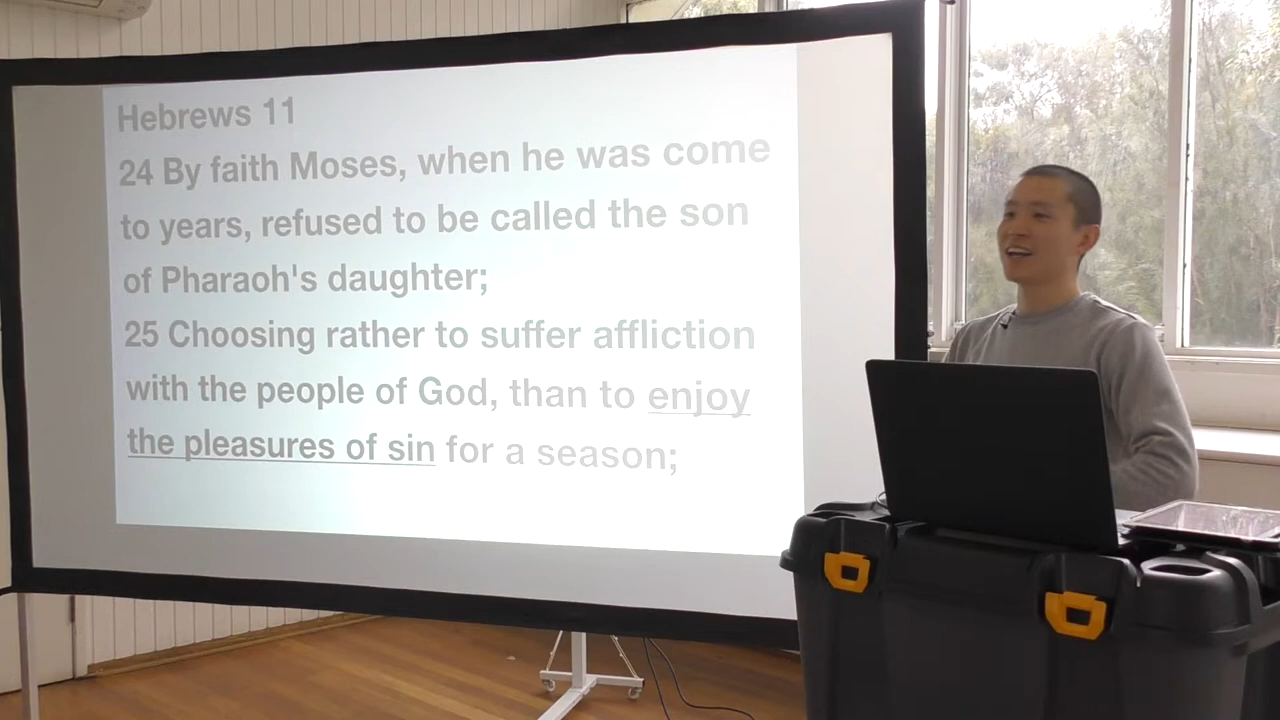 Hebrews 11
24 By faith Moses, when he was come
to years, refused to be called the son
of Pharaoh's daughter;
25 Choosing rather to suffer affliction
with the people of God, than to enjoy
the pleasures of sin for a season;